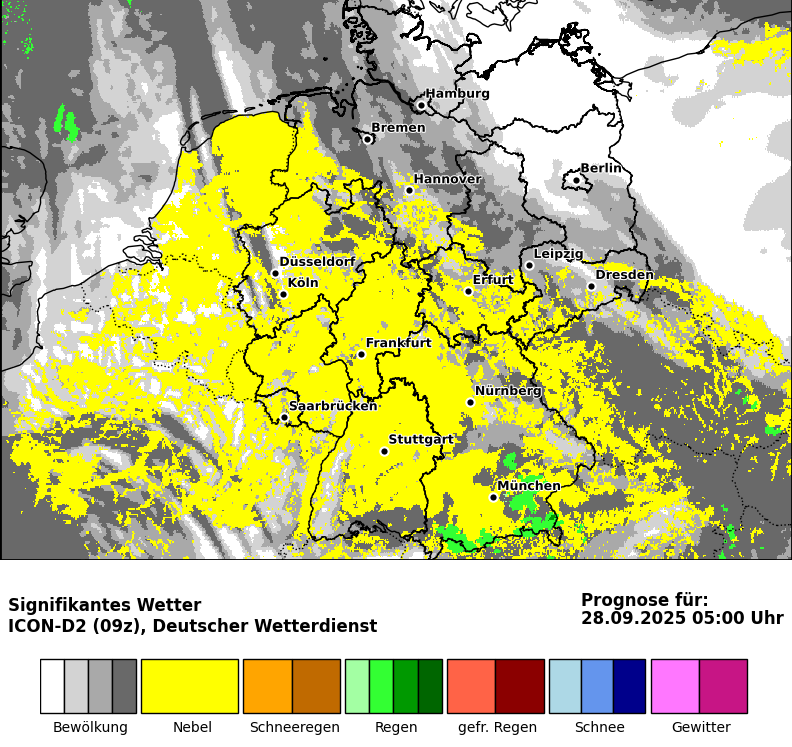 Hamburg
Bremen
Berlin
Hannover
Leipzig
Düsseldorf
Dresden
Köln
Erfurt
Frankfurt
Nürnberg
Saarbrücken
Stuttgart
München
Signifikantes Wetter
ICON-D2 (09z), Deutscher Wetterdienst
Prognose für:
28.09.2025 05:00 Uhr
Bewölkung Nebel Schneeregen Regen gefr. Regen Schnee Gewitter